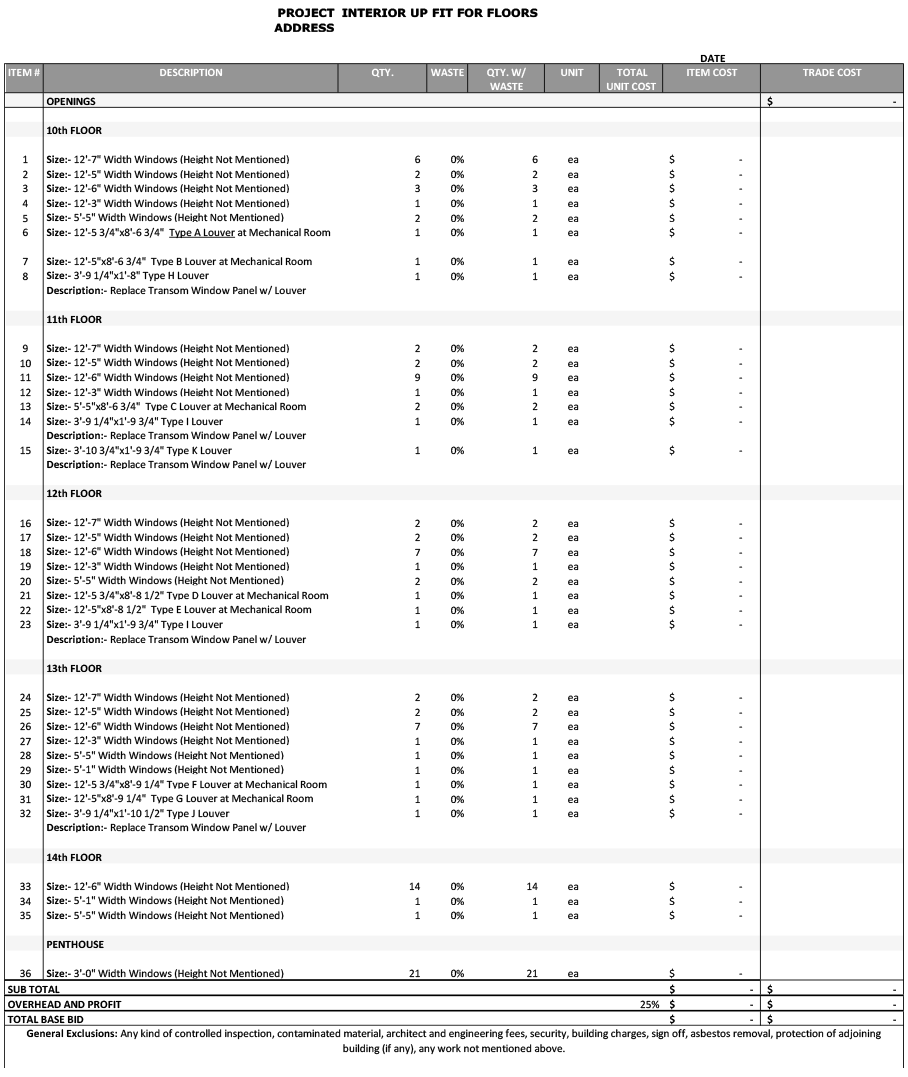 PROJECT INTERIOR UP FIT FOR FLOORS
ADDRESS
DATE
ITEM # DESCRIPTION QTY. WASTE QTY. W/ WASTE UNIT TOTAL UNIT COST ITEM COST TRADE COST
OPENINGS $ -
10th FLOOR
1 Size:- 12'-7" Width Windows (Height Not Mentioned) 6 0% 6 ea $ -
2 Size:- 12'-5" Width Windows (Height Not Mentioned) 2 0% 2 ea $ -
3 Size:- 12'-6" Width Windows (Height Not Mentioned) 3 0% 3 ea $ -
4 Size:- 12'-3" Width Windows (Height Not Mentioned) 1 0% 1 ea $ -
5 Size:- 5'-5" Width Windows (Height Not Mentioned) 2 0% 2 ea $ -
6 Size:- 12'-5 3/4"x8'-6 3/4" Type A Louver at Mechanical Room 1 0% 1 ea $ -
7 Size:- 12'-5"x8'-6 3/4" Type B Louver at Mechanical Room 1 0% 1 ea $ -
8 Size:- 3'-9 1/4"x1'-8" Type H Louver 1 0% 1 ea $ -
Description:- Replace Transom Window Panel w/ Louver
11th FLOOR
9 Size:- 12'-7" Width Windows (Height Not Mentioned) 2 0% 2 ea $ -
10 Size:- 12'-5" Width Windows (Height Not Mentioned) 2 0% 2 ea $ -
11 Size:- 12'-6" Width Windows (Height Not Mentioned) 9 0% 9 ea $ -
12 Size:- 12'-3" Width Windows (Height Not Mentioned) 1 0% 1 ea $ -
13 Size:- 5'-5"x8'-6 3/4" Type C Louver at Mechanical Room 2 0% 2 ea $ -
14 Size:- 3'-9 1/4"x1'-9 3/4" Type I Louver 1 0% 1 ea $ -
Description:- Replace Transom Window Panel w/ Louver
15 Size:- 3'-10 3/4"x1'-9 3/4" Type K Louver 1 0% 1 ea $ -
Description:- Replace Transom Window Panel w/ Louver
12th FLOOR
16 Size:- 12'-7" Width Windows (Height Not Mentioned) 2 0% 2 ea $ -
17 Size:- 12'-5" Width Windows (Height Not Mentioned) 2 0% 2 ea $ -
18 Size:- 12'-6" Width Windows (Height Not Mentioned) 7 0% 7 ea $ -
19 Size:- 12'-3" Width Windows (Height Not Mentioned) 1 0% 1 ea $ -
20 Size:- 5'-5" Width Windows (Height Not Mentioned) 2 0% 2 ea $ -
21 Size:- 12'-5 3/4"x8'-8 1/2" Type D Louver at Mechanical Room 1 0% 1 ea $ -
22 Size:- 12'-5"x8'-8 1/2" Type E Louver at Mechanical Room 1 0% 1 ea $ -
23 Size:- 3'-9 1/4"x1'-9 3/4" Type I Louver 1 0% 1 ea $ -
Description:- Replace Transom Window Panel w/ Louver
13th FLOOR
24 Size:- 12'-7" Width Windows (Height Not Mentioned) 2 0% 2 ea $ -
25 Size:- 12'-5" Width Windows (Height Not Mentioned) 2 0% 2 ea $ -
26 Size:- 12'-6" Width Windows (Height Not Mentioned) 7 0% 7 ea $ -
27 Size:- 12'-3" Width Windows (Height Not Mentioned) 1 0% 1 ea $ -
28 Size:- 5'-5" Width Windows (Height Not Mentioned) 1 0% 1 ea $ -
29 Size:- 5'-1" Width Windows (Height Not Mentioned) 1 0% 1 ea $ -
30 Size:- 12'-5 3/4"x8'-9 1/4" Type F Louver at Mechanical Room 1 0% 1 ea $ -
31 Size:- 12'-5"x8'-9 1/4" Type G Louver at Mechanical Room 1 0% 1 ea $ -
32 Size:- 3'-9 1/4"x1'-10 1/2" Type J Louver 1 0% 1 ea $ -
Description:- Replace Transom Window Panel w/ Louver
14th FLOOR
33 Size:- 12'-6" Width Windows (Height Not Mentioned) 14 0% 14 ea $ -
34 Size:- 5'-1" Width Windows (Height Not Mentioned) 1 0% 1 ea $ -
35 Size:- 5'-5" Width Windows (Height Not Mentioned) 1 0% 1 ea $ -
PENTHOUSE
36 Size:- 3'-0" Width Windows (Height Not Mentioned) 21 0% 21 ea $ -
SUB TOTAL $ - $ -
OVERHEAD AND PROFIT 25% $ - $ -
TOTAL BASE BID $ - $ -
General Exclusions: Any kind of controlled inspection, contaminated material, architect and engineering fees, security, building charges, sign off, asbestos removal, protection of adjoining
building (if any), any work not mentioned above.